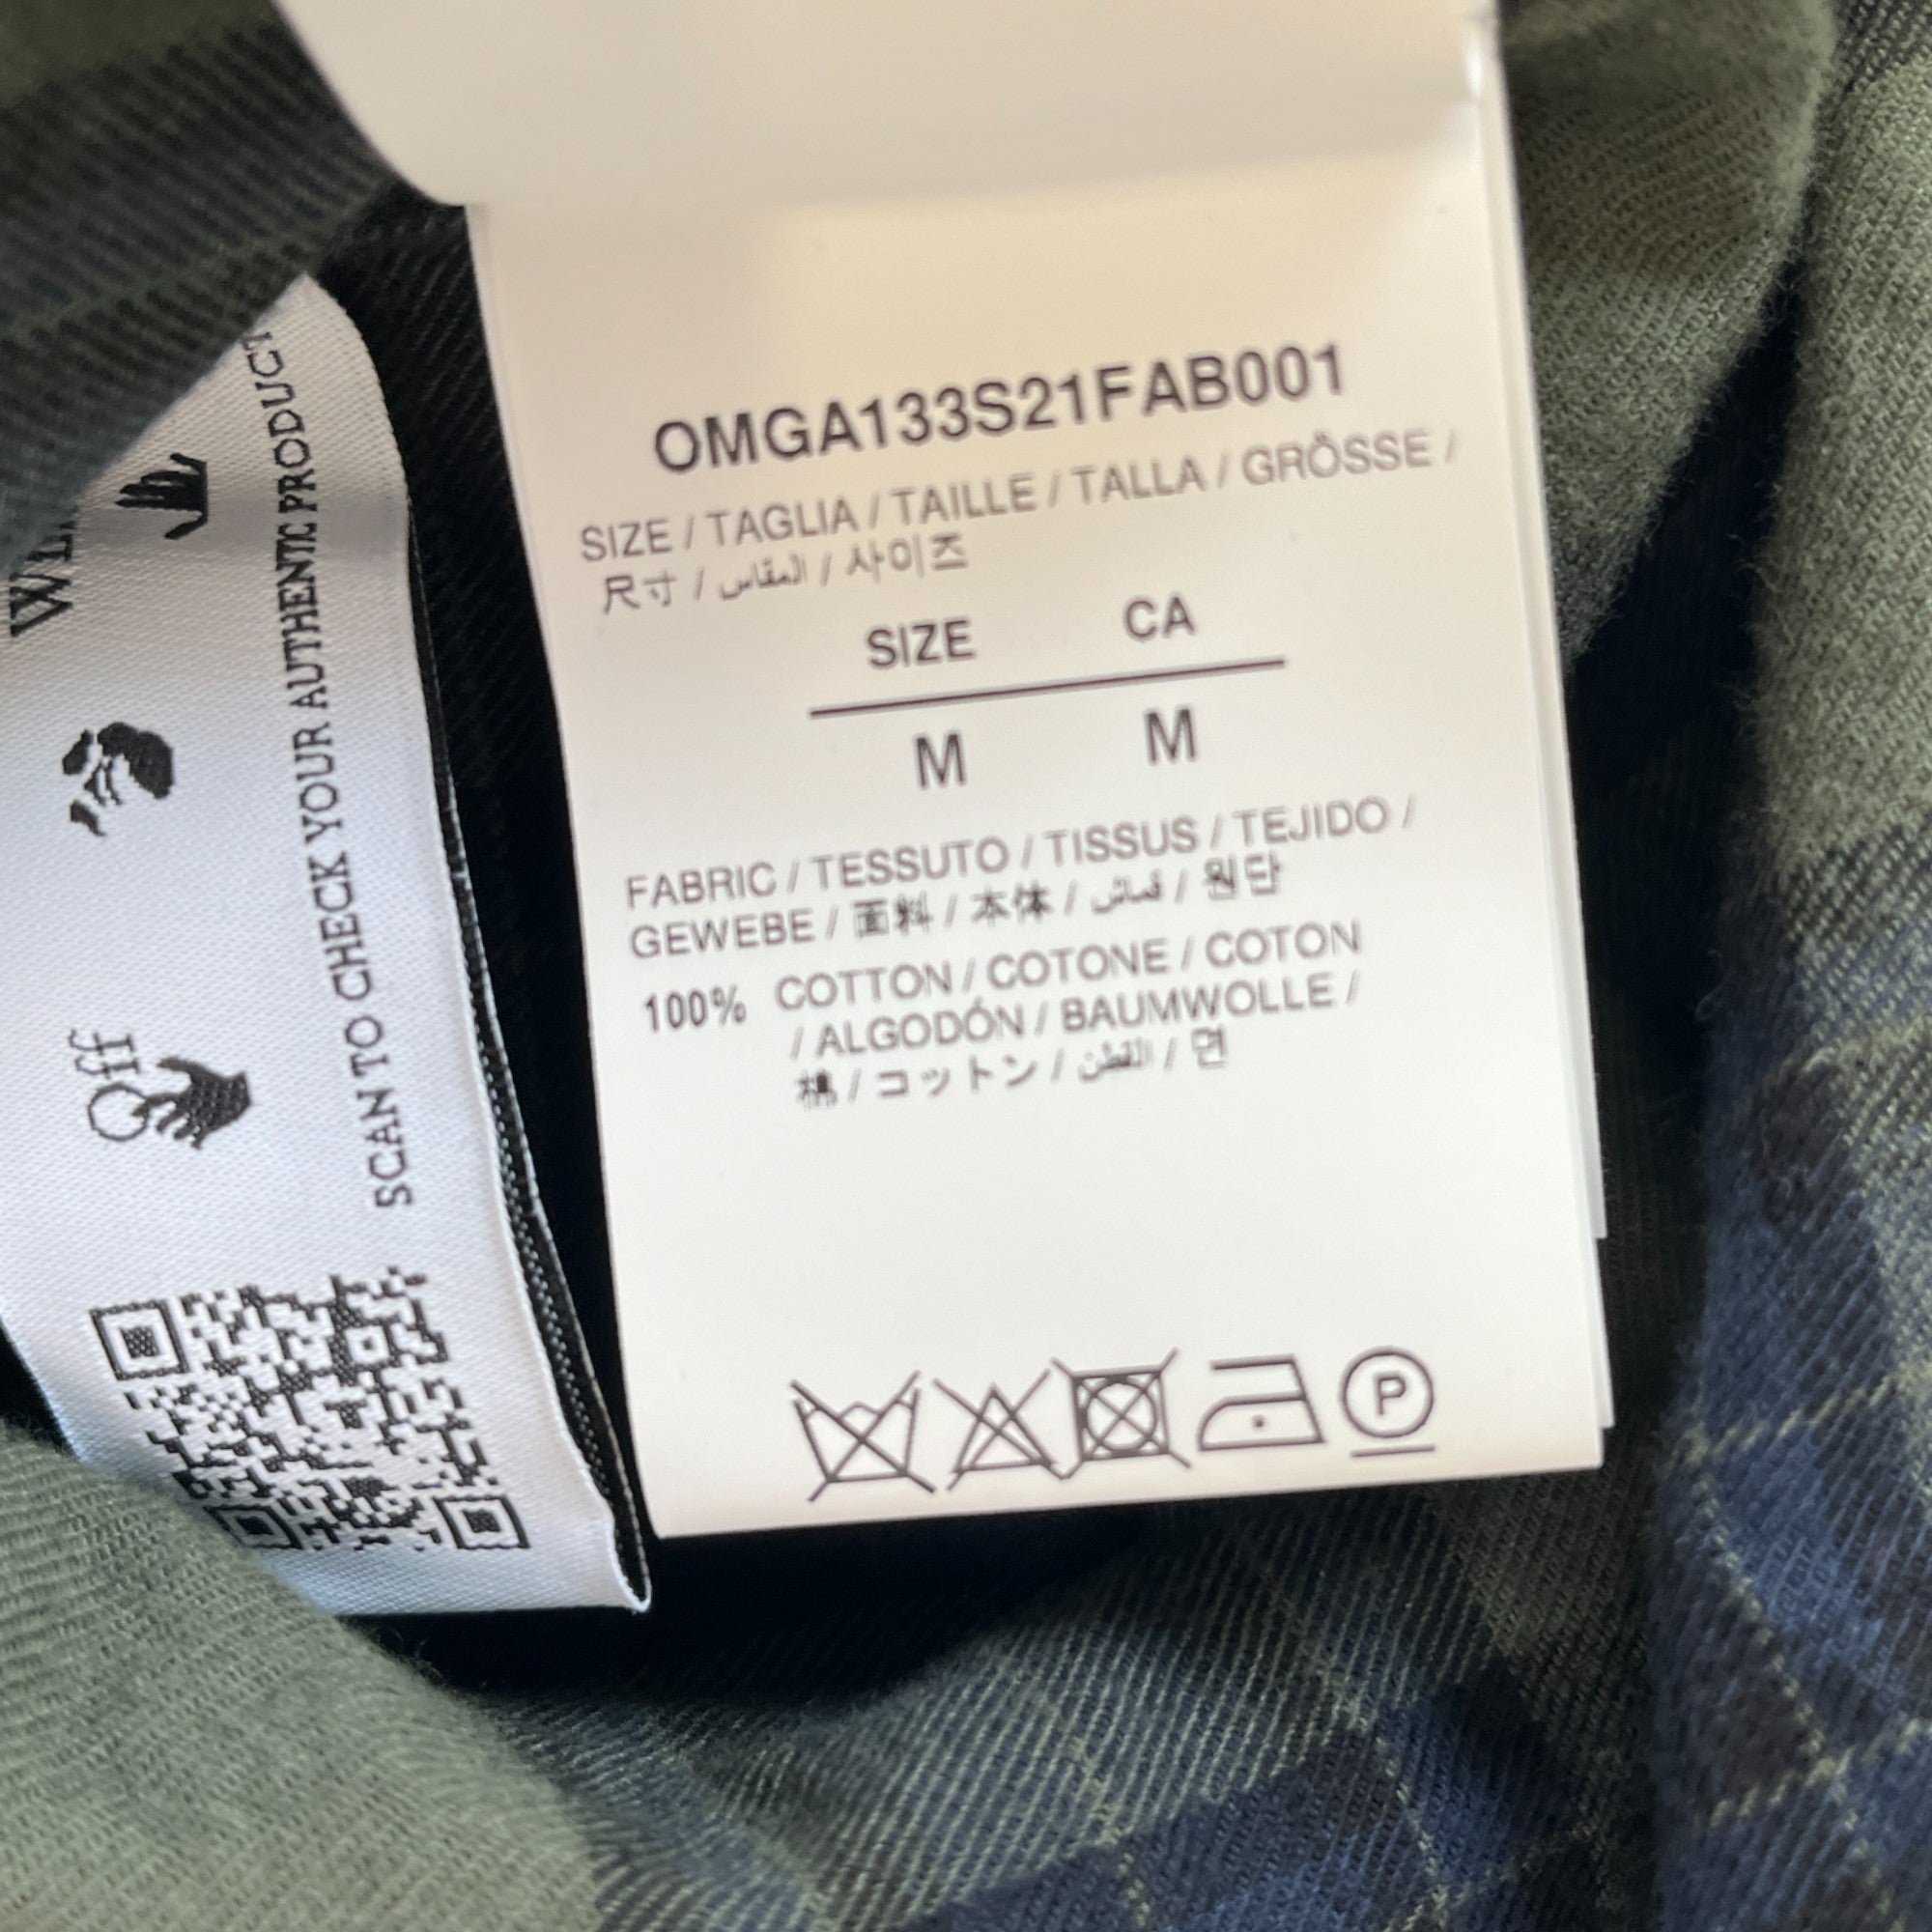 OMGA133S21FAB001
SIZE / TAGLIA / TAILLE / TALLA / GRÖSSE /
尺寸 / المقاس / 사이즈
SIZE CA
M M
FABRIC / TESSUTO / TISSUS / TEJIDO /
GEWEBE / 面料 / 本体 / قماش / 원단
100% COTTON / COTONE / COTON
/ ALGODÓN / BAUMWOLLE /
棉 / コットン / القطن / 면
P
Off
SCAN TO CHECK YOUR AUTHENTIC PRODUCT